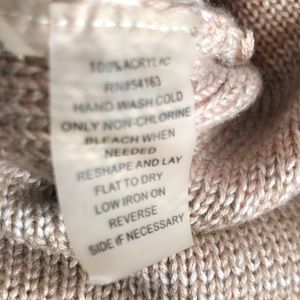 100% ACRYLIC
RN#54163
HAND WASH COLD
ONLY NON-CHLORINE
BLEACH WHEN
NEEDED
RESHAPE AND LAY
FLAT TO DRY
LOW IRON ON
REVERSE
SIDE IF NECESSARY